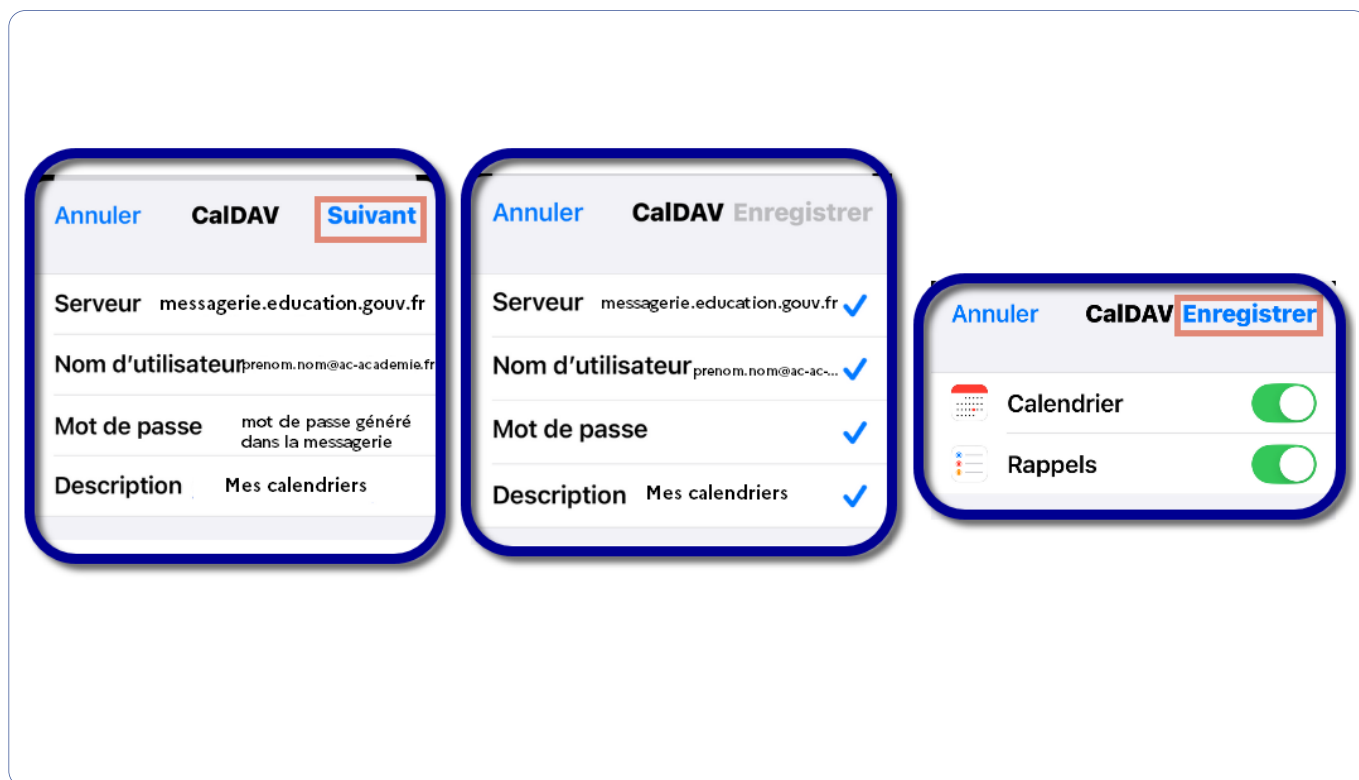 Annuler CalDAV Suivant
Serveur messagerie.education.gouv.fr
Nom d'utilisateur prenom.nom@ac-academie.fr
Mot de passe mot de passe généré
dans la messagerie
Description Mes calendriers
Annuler CalDAV Enregistrer
Serveur messagerie.education.gouv.fr
Nom d'utilisateur prenom.nom@ac-ac-...
Mot de passe
Description Mes calendriers
Annuler CalDAV Enregistrer
Calendrier
Rappels